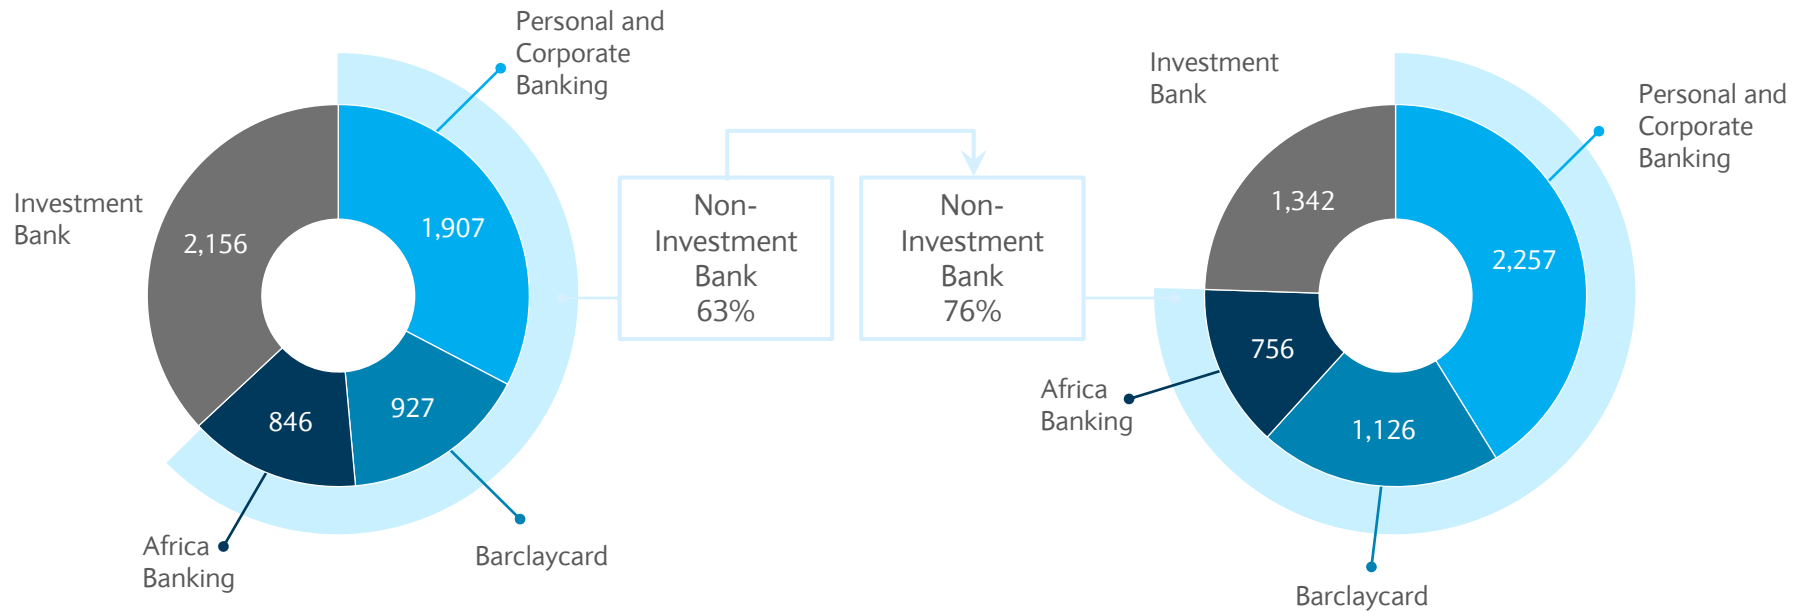 Personal and
Corporate
Banking
Investment
Bank
2,156
1,907
927
846
Africa
Banking
Barclaycard
Non-
Investment
Bank
63%
Non-
Investment
Bank
76%
Investment
Bank
Personal and
Corporate
Banking
1,342
2,257
756
1,126
Africa
Banking
Barclaycard